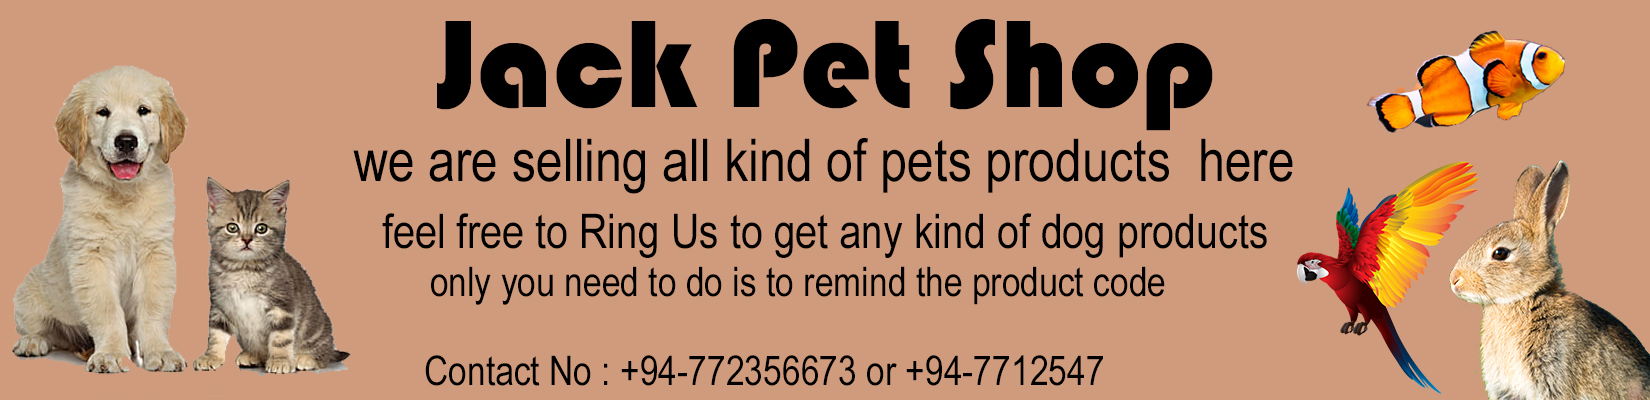 Jack Pet Shop
we are selling all kind of pets products here
feel free to Ring Us to get any kind of dog products
only you need to do is to remind the product code
Contact No : +94-772356673 or +94-7712547